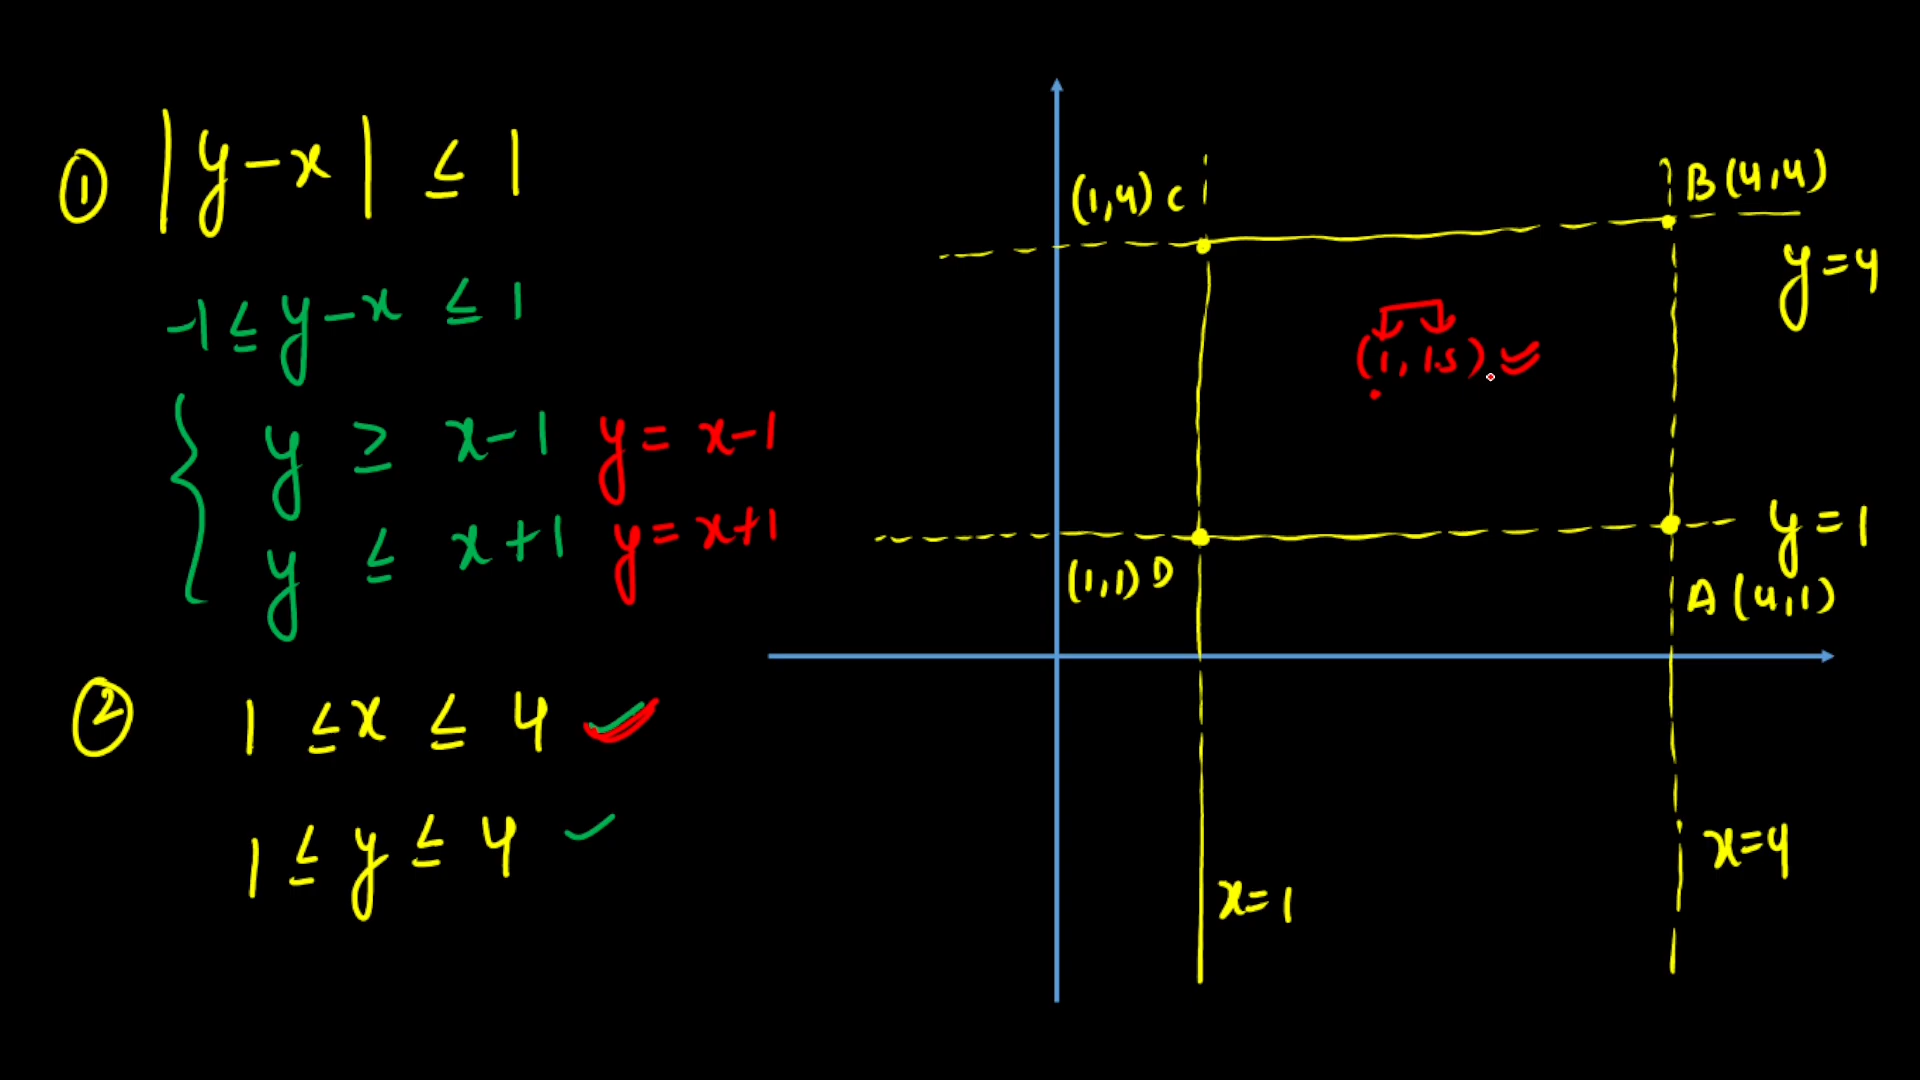 ① |y-x| ≤ 1
-1 ≤ y-x ≤ 1
{ y ≥ x-1 y = x-1
y ≤ x+1 y = x+1
② 1 ≤ x ≤ 4 ✓
1 ≤ y ≤ 4 ✓
(1,4) C
B (4,4)
y=4
(1, 1.5) ✓
y=1
(1,1) D
A (4,1)
x=4
x=1